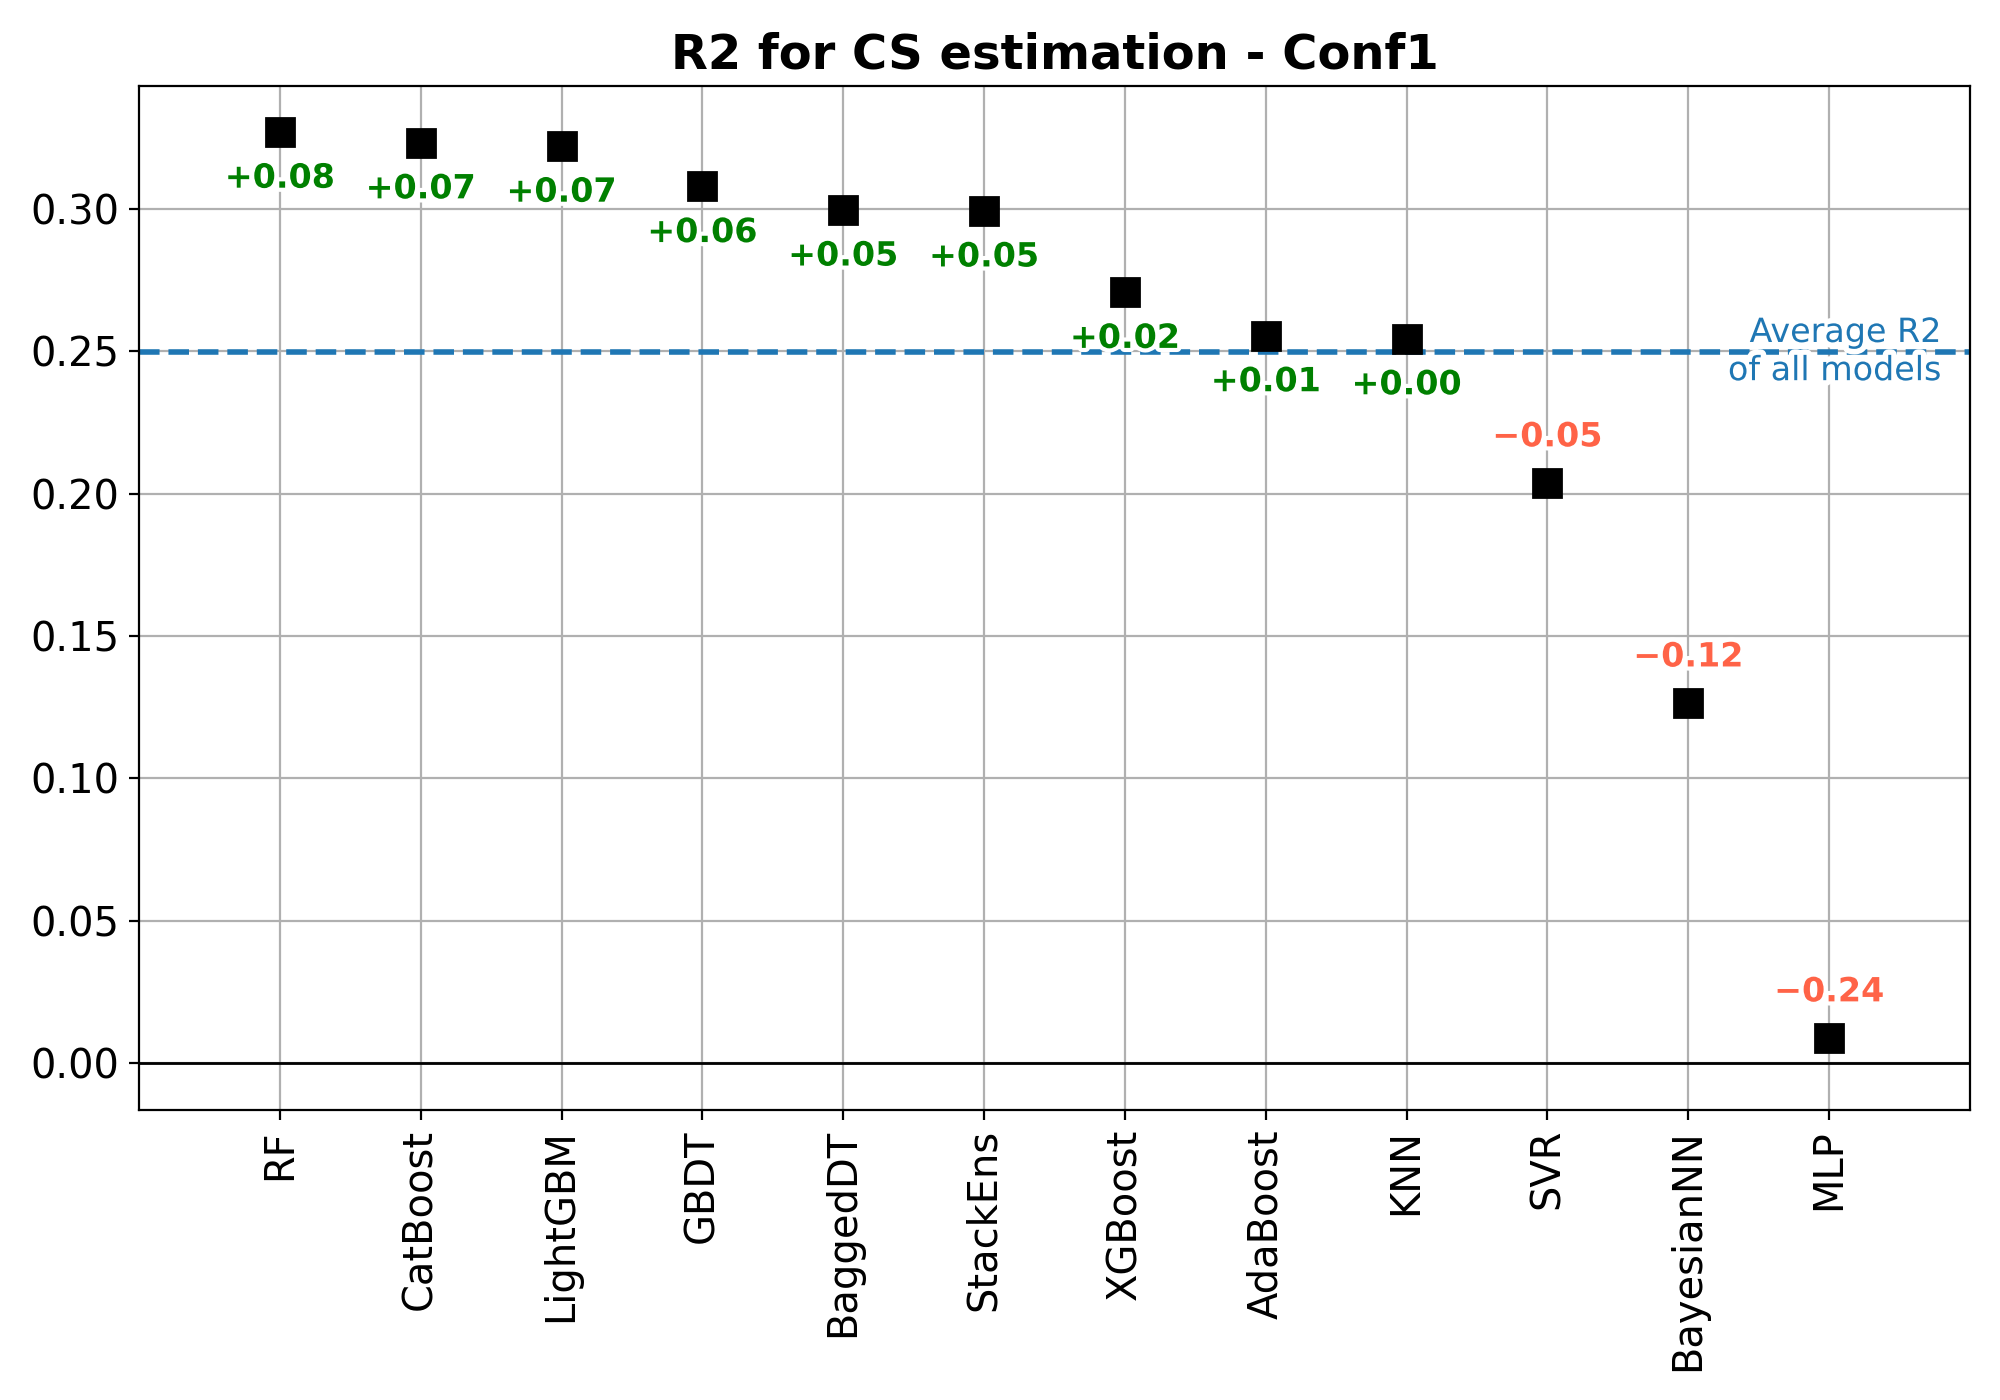 R2 for CS estimation - Conf1
+0.08
+0.07
+0.07
+0.06
+0.05
+0.05
+0.02
+0.01
+0.00
−0.05
−0.12
−0.24
Average R2
of all models
0.30
0.25
0.20
0.15
0.10
0.05
0.00
RF
CatBoost
LightGBM
GBDT
BaggedDT
StackEns
XGBoost
AdaBoost
KNN
SVR
BayesianNN
MLP